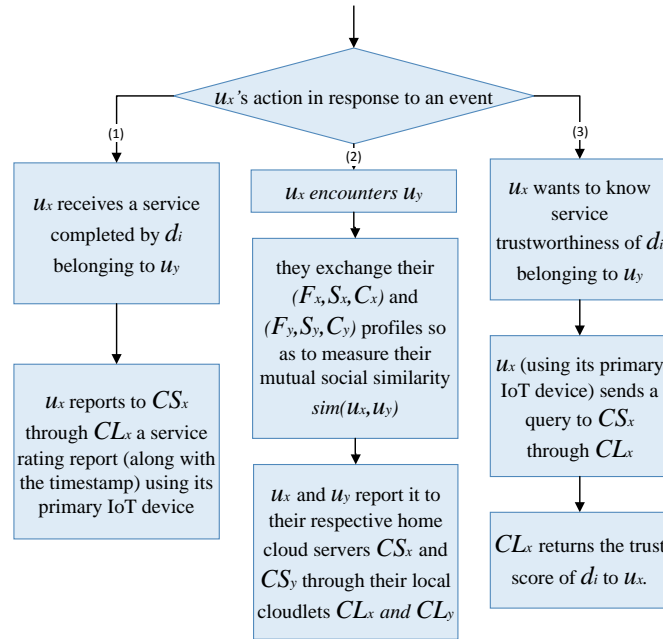 ux's action in response to an event
(1)
(2)
(3)
ux receives a service
completed by di
belonging to uy
ux reports to CSx
through CLx a service
rating report (along with
the timestamp) using its
primary IoT device
ux encounters uy
they exchange their
(Fx,Sx,Cx) and
(Fy,Sy,Cy) profiles so
as to measure their
mutual social similarity
sim(ux,uy)
ux and uy report it to
their respective home
cloud servers CSx and
CSy through their local
cloudlets CLx and CLy
ux wants to know
service
trustworthiness of di
belonging to uy
ux (using its primary
IoT device) sends a
query to CSx
through CLx
CLx returns the trust
score of di to ux.